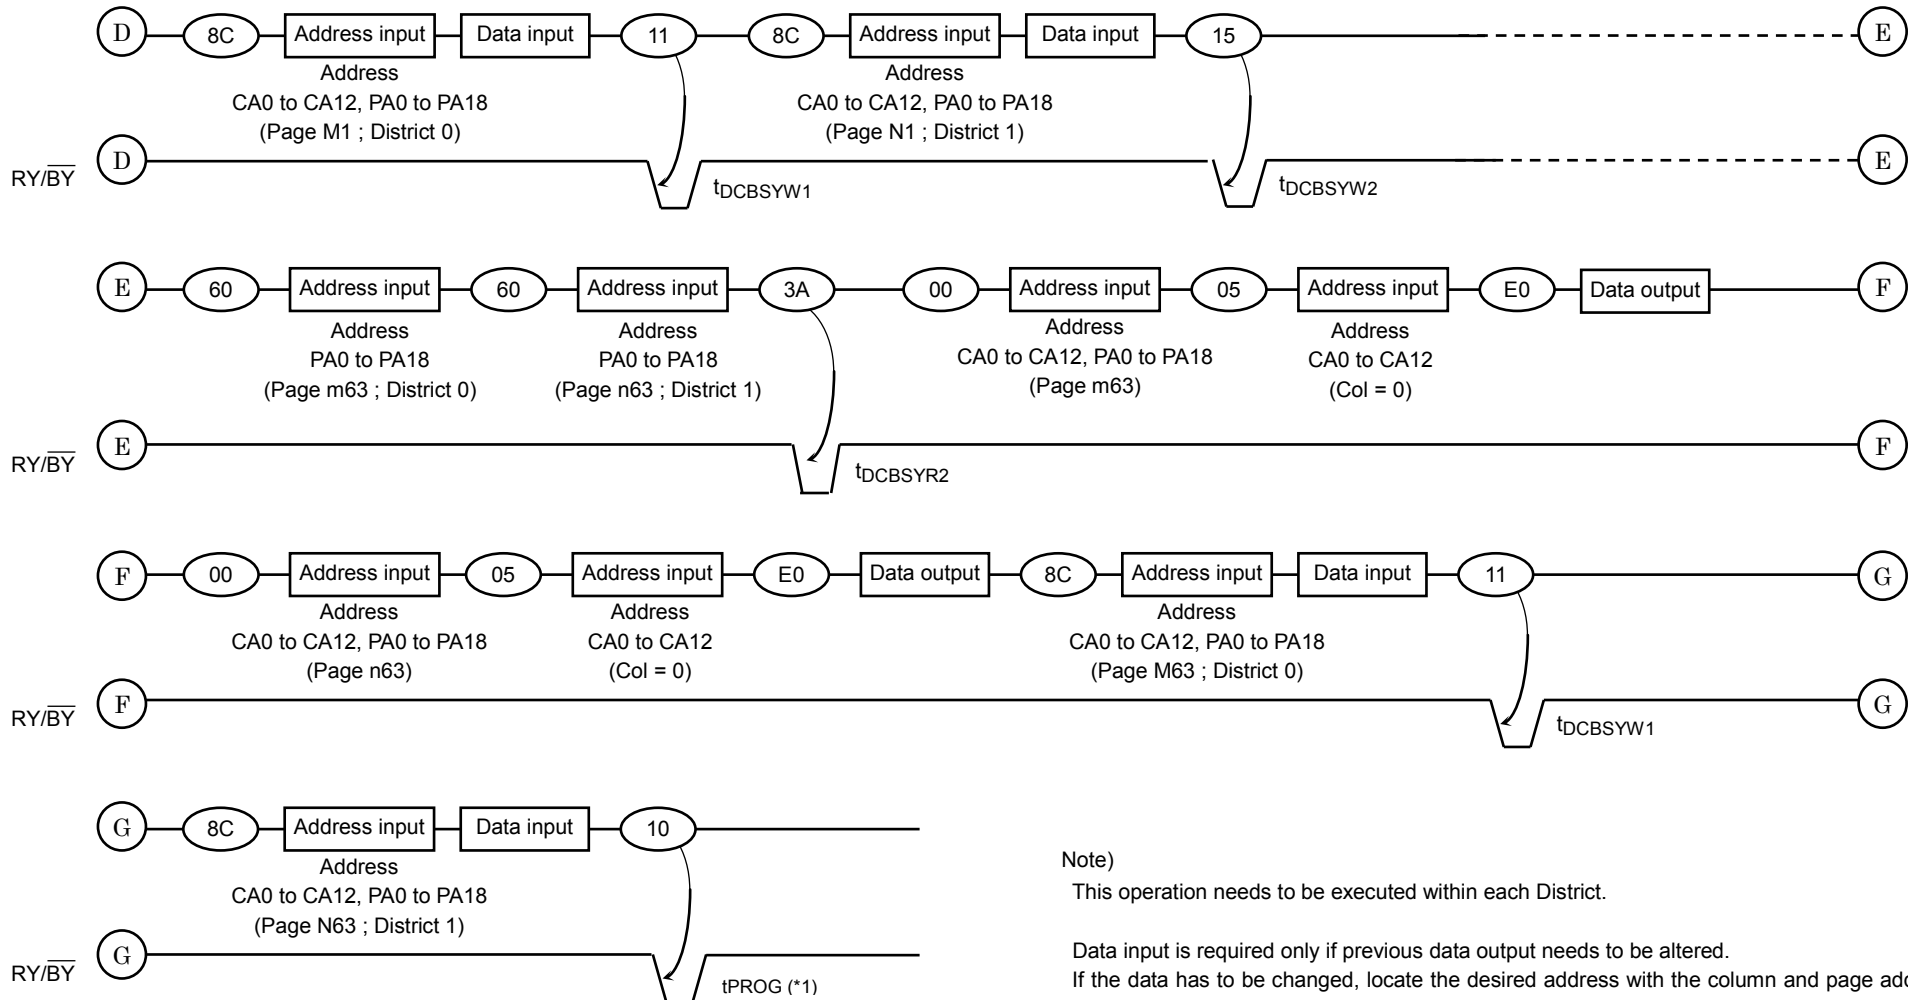 D 8C Address input Data input 11 8C Address input Data input 15 E
Address Address
CA0 to CA12, PA0 to PA18 CA0 to CA12, PA0 to PA18
(Page M1 ; District 0) (Page N1 ; District 1)
RY/BY D E
tDCBSYW1 tDCBSYW2
E 60 Address input 60 Address input 3A 00 Address input 05 Address input E0 Data output F
Address Address Address Address
PA0 to PA18 PA0 to PA18 CA0 to CA12, PA0 to PA18 CA0 to CA12
(Page m63 ; District 0) (Page n63 ; District 1) (Page m63) (Col = 0)
RY/BY E F
tDCBSYR2
F 00 Address input 05 Address input E0 Data output 8C Address input Data input 11 G
Address Address Address
CA0 to CA12, PA0 to PA18 CA0 to CA12 CA0 to CA12, PA0 to PA18
(Page n63) (Col = 0) (Page M63 ; District 0)
RY/BY F G
tDCBSYW1
G 8C Address input Data input 10
Address
CA0 to CA12, PA0 to PA18
(Page N63 ; District 1)
RY/BY G
tPROG (*1)
Note)
This operation needs to be executed within each District.
Data input is required only if previous data output needs to be altered.
If the data has to be changed, locate the desired address with the column and page